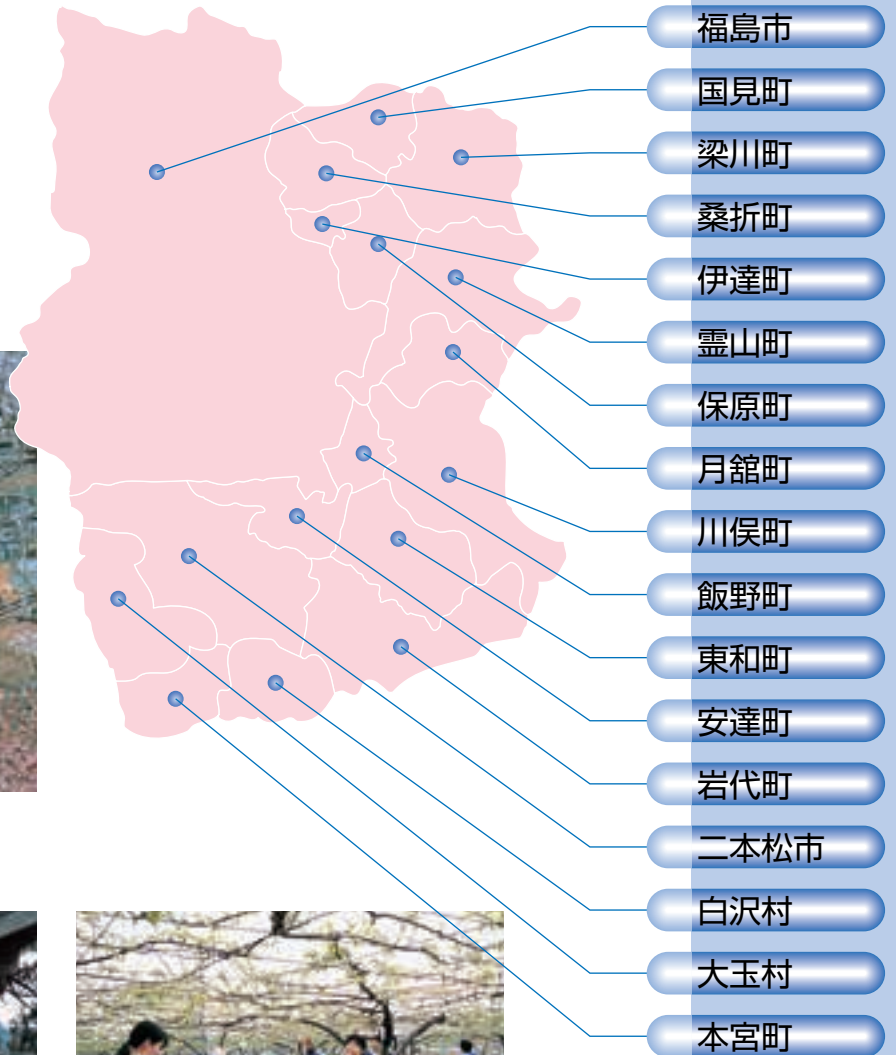 福島市
国見町
梁川町
桑折町
伊達町
霊山町
保原町
月舘町
川俣町
飯野町
東和町
安達町
岩代町
二本松市
白沢村
大玉村
本宮町